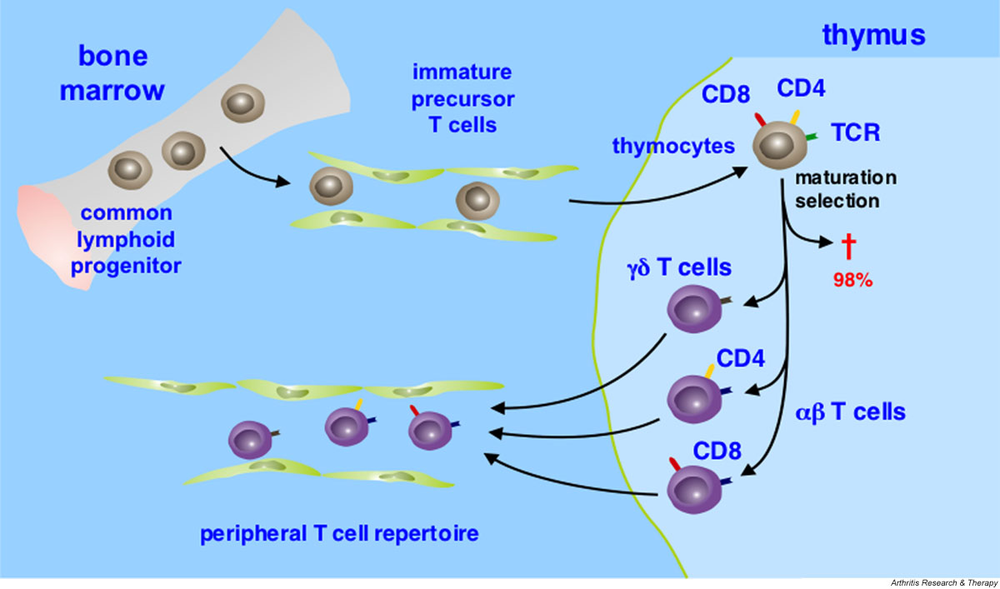 bone
marrow
common
lymphoid
progenitor
immature
precursor
T cells
thymus
thymocytes
CD8
CD4
TCR
maturation
selection
†
98%
γδ T cells
CD4
αβ T cells
CD8
peripheral T cell repertoire
Arthritis Research & Therapy